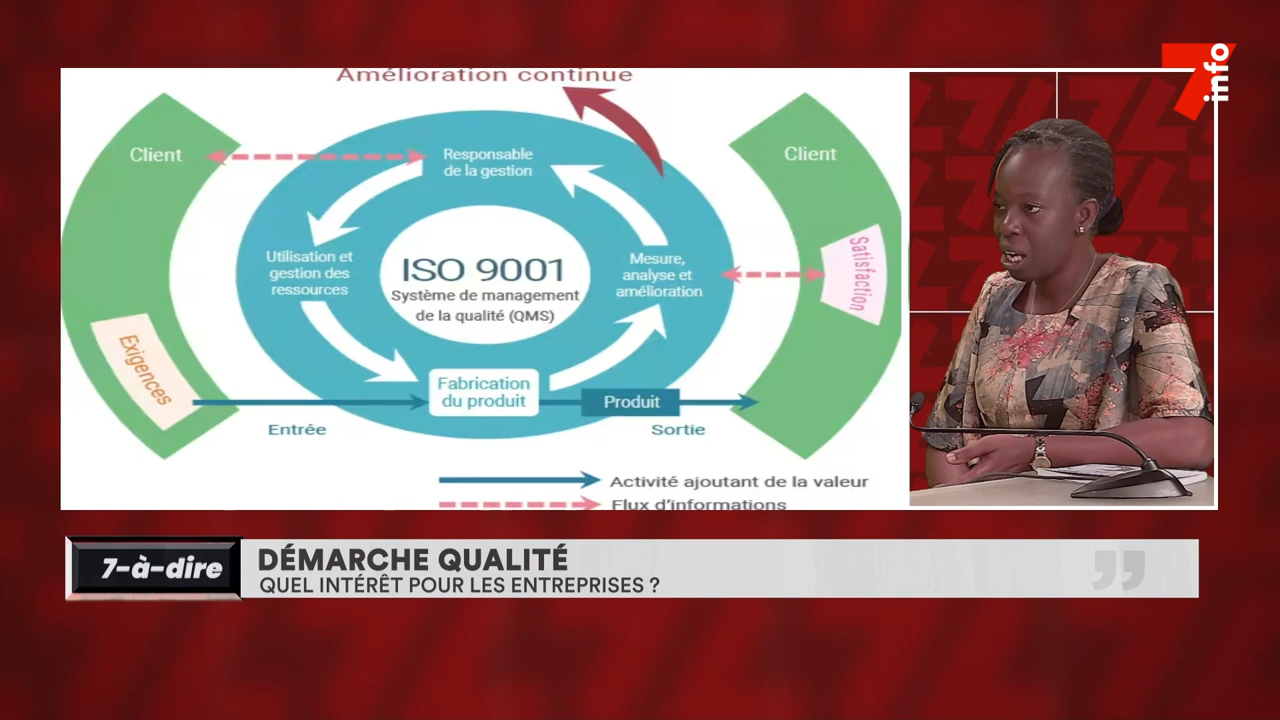 Amélioration continue
7info
Client
Responsable
de la gestion
Client
Utilisation et
gestion des
ressources
ISO 9001
Système de management
de la qualité (QMS)
Mesure,
analyse et
amélioration
Satisfaction
Exigences
Fabrication
du produit
Produit
Entrée
Sortie
Activité ajoutant de la valeur
Flux d'informations
7-à-dire
DÉMARCHE QUALITÉ
QUEL INTÉRÊT POUR LES ENTREPRISES ?